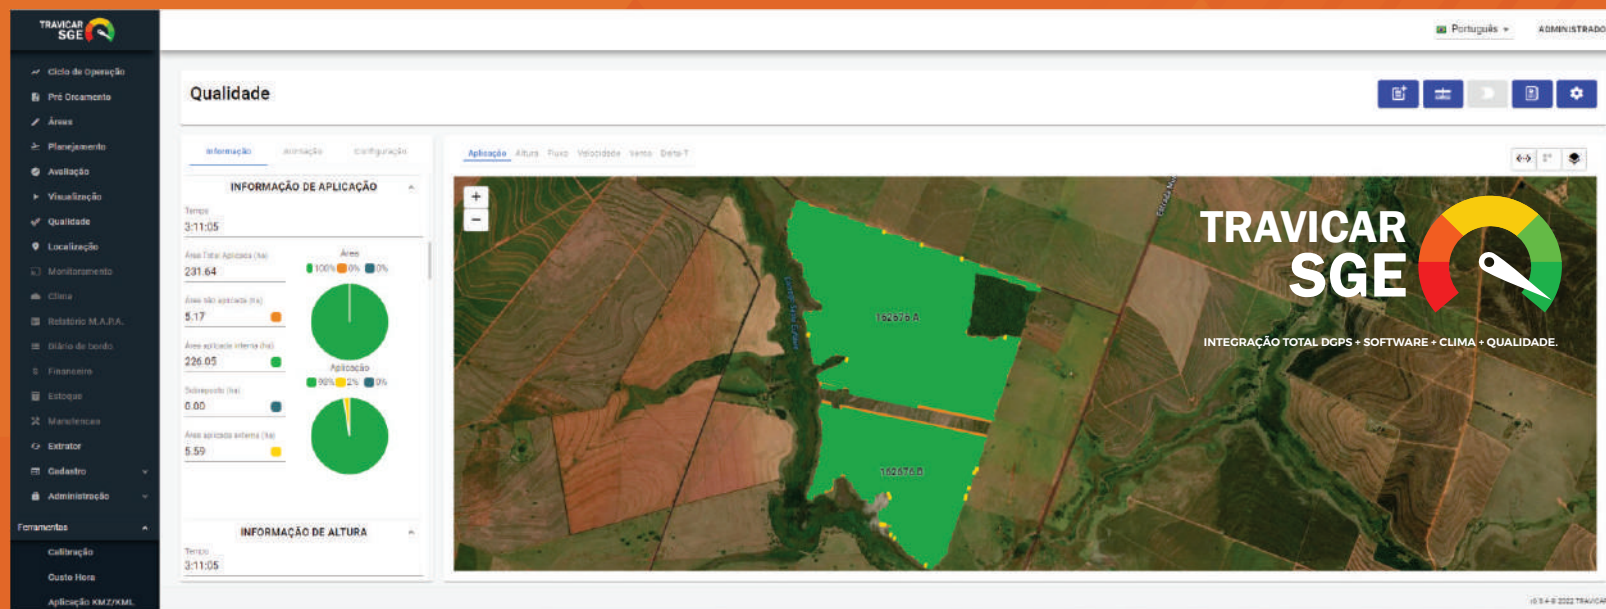 TRAVICAR
SGE
Português
ADMINISTRADO
Ciclo de Operação
Pré Orçamento
Áreas
Planejamento
Avaliação
Visualização
Qualidade
Localização
Monitoramento
Clima
Relatório M.A.P.A.
Diário de bordo
Financeiro
Estoque
Manutencao
Extrator
Cadastro
Administração
Ferramentas
Calibração
Custo Hora
Aplicação KMZ/KML
Qualidade
Informação Animação Configuração
INFORMAÇÃO DE APLICAÇÃO
Tempo
3:11:05
Área Total Aplicada (ha)
231.64
Área não aplicada (ha)
5.17
Área aplicada interna (ha)
226.05
Sobreposto (ha)
0.00
Área aplicada externa (ha)
5.59
Área
100% 0% 0%
Aplicação
98% 2% 0%
INFORMAÇÃO DE ALTURA
Tempo
3:11:05
Aplicação Altura Fluxo Velocidade Vento Delta T
+
−
162676 A
162676 B
TRAVICAR
SGE
INTEGRAÇÃO TOTAL DGPS + SOFTWARE + CLIMA + QUALIDADE.
2022 TRAVICAR